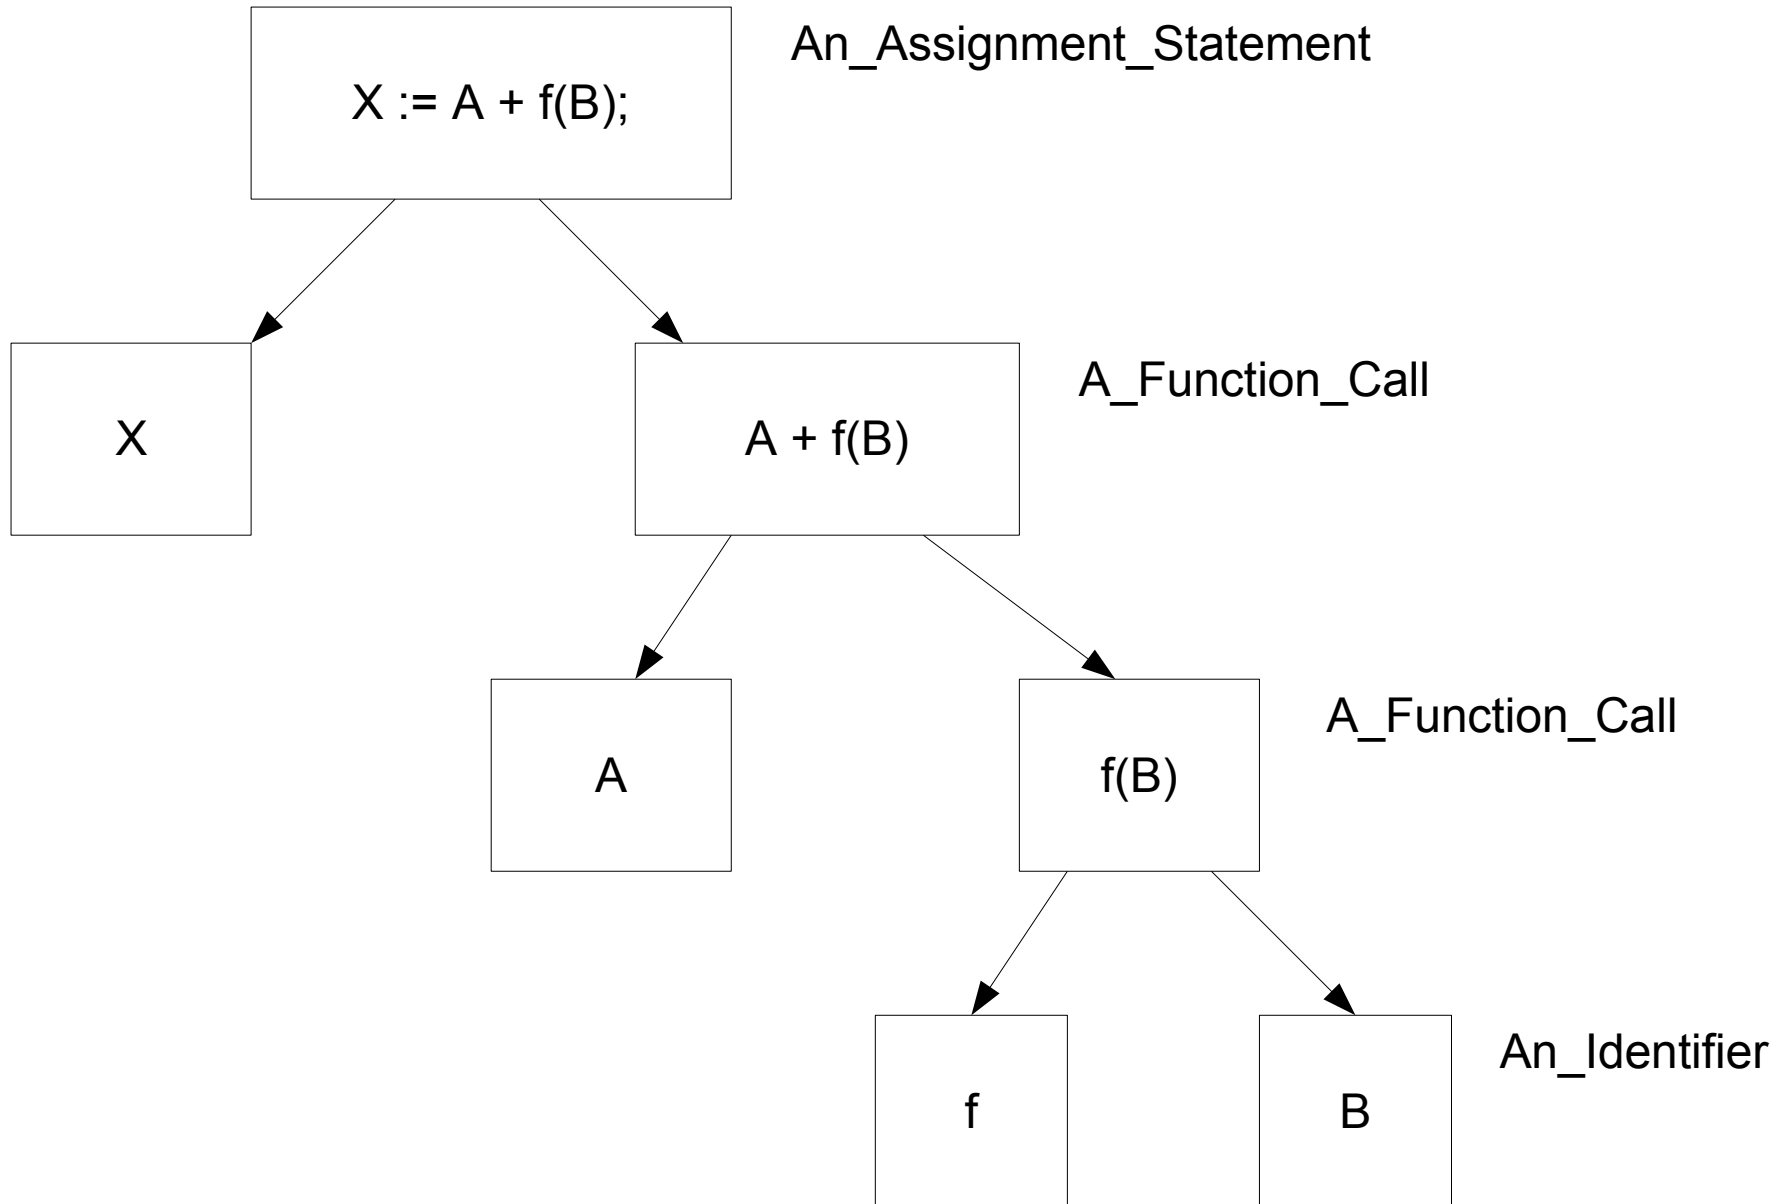 An_Assignment_Statement
X := A + f(B);
A_Function_Call
X
A + f(B)
A_Function_Call
A
f(B)
An_Identifier
f
B